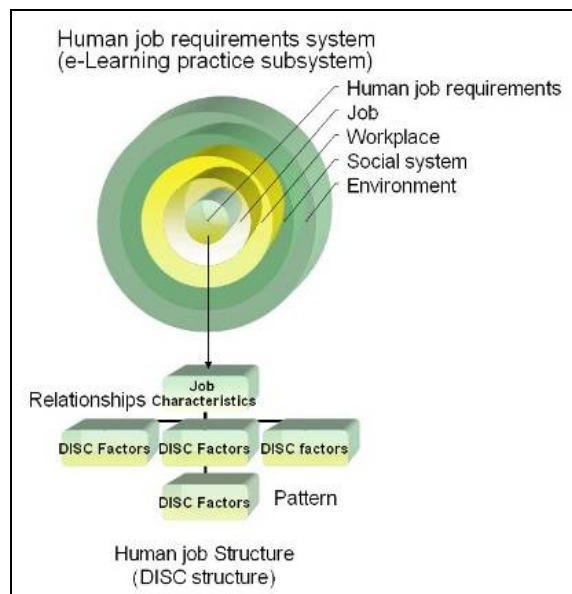 Human job requirements system
(e-Learning practice subsystem)
Human job requirements
Job
Workplace
Social system
Environment
Job
Relationships Characteristics
DISC Factors DISC Factors DISC factors
DISC Factors Pattern
Human job Structure
(DISC structure)